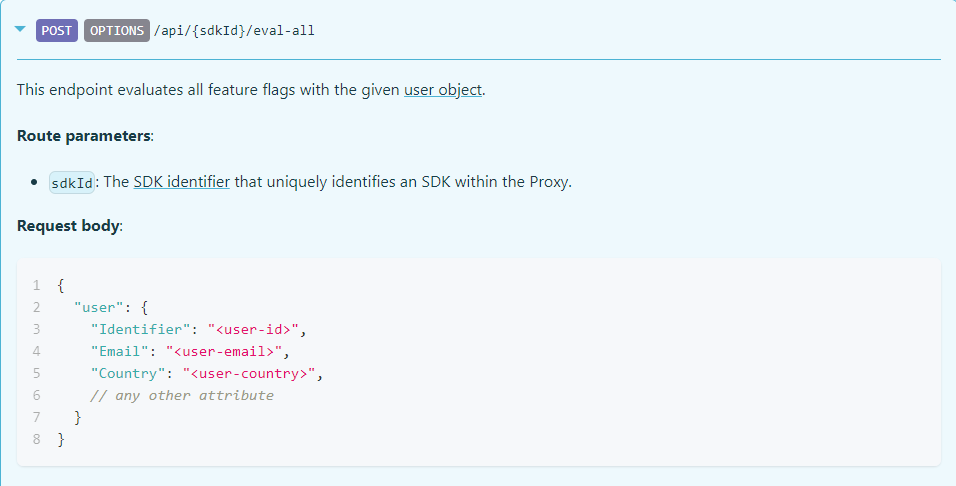 POST OPTIONS /api/{sdkId}/eval-all
This endpoint evaluates all feature flags with the given user object.
Route parameters:
• sdkId: The SDK identifier that uniquely identifies an SDK within the Proxy.
Request body:
1 {
2   "user": {
3     "Identifier": "<user-id>",
4     "Email": "<user-email>",
5     "Country": "<user-country>",
6     // any other attribute
7   }
8 }